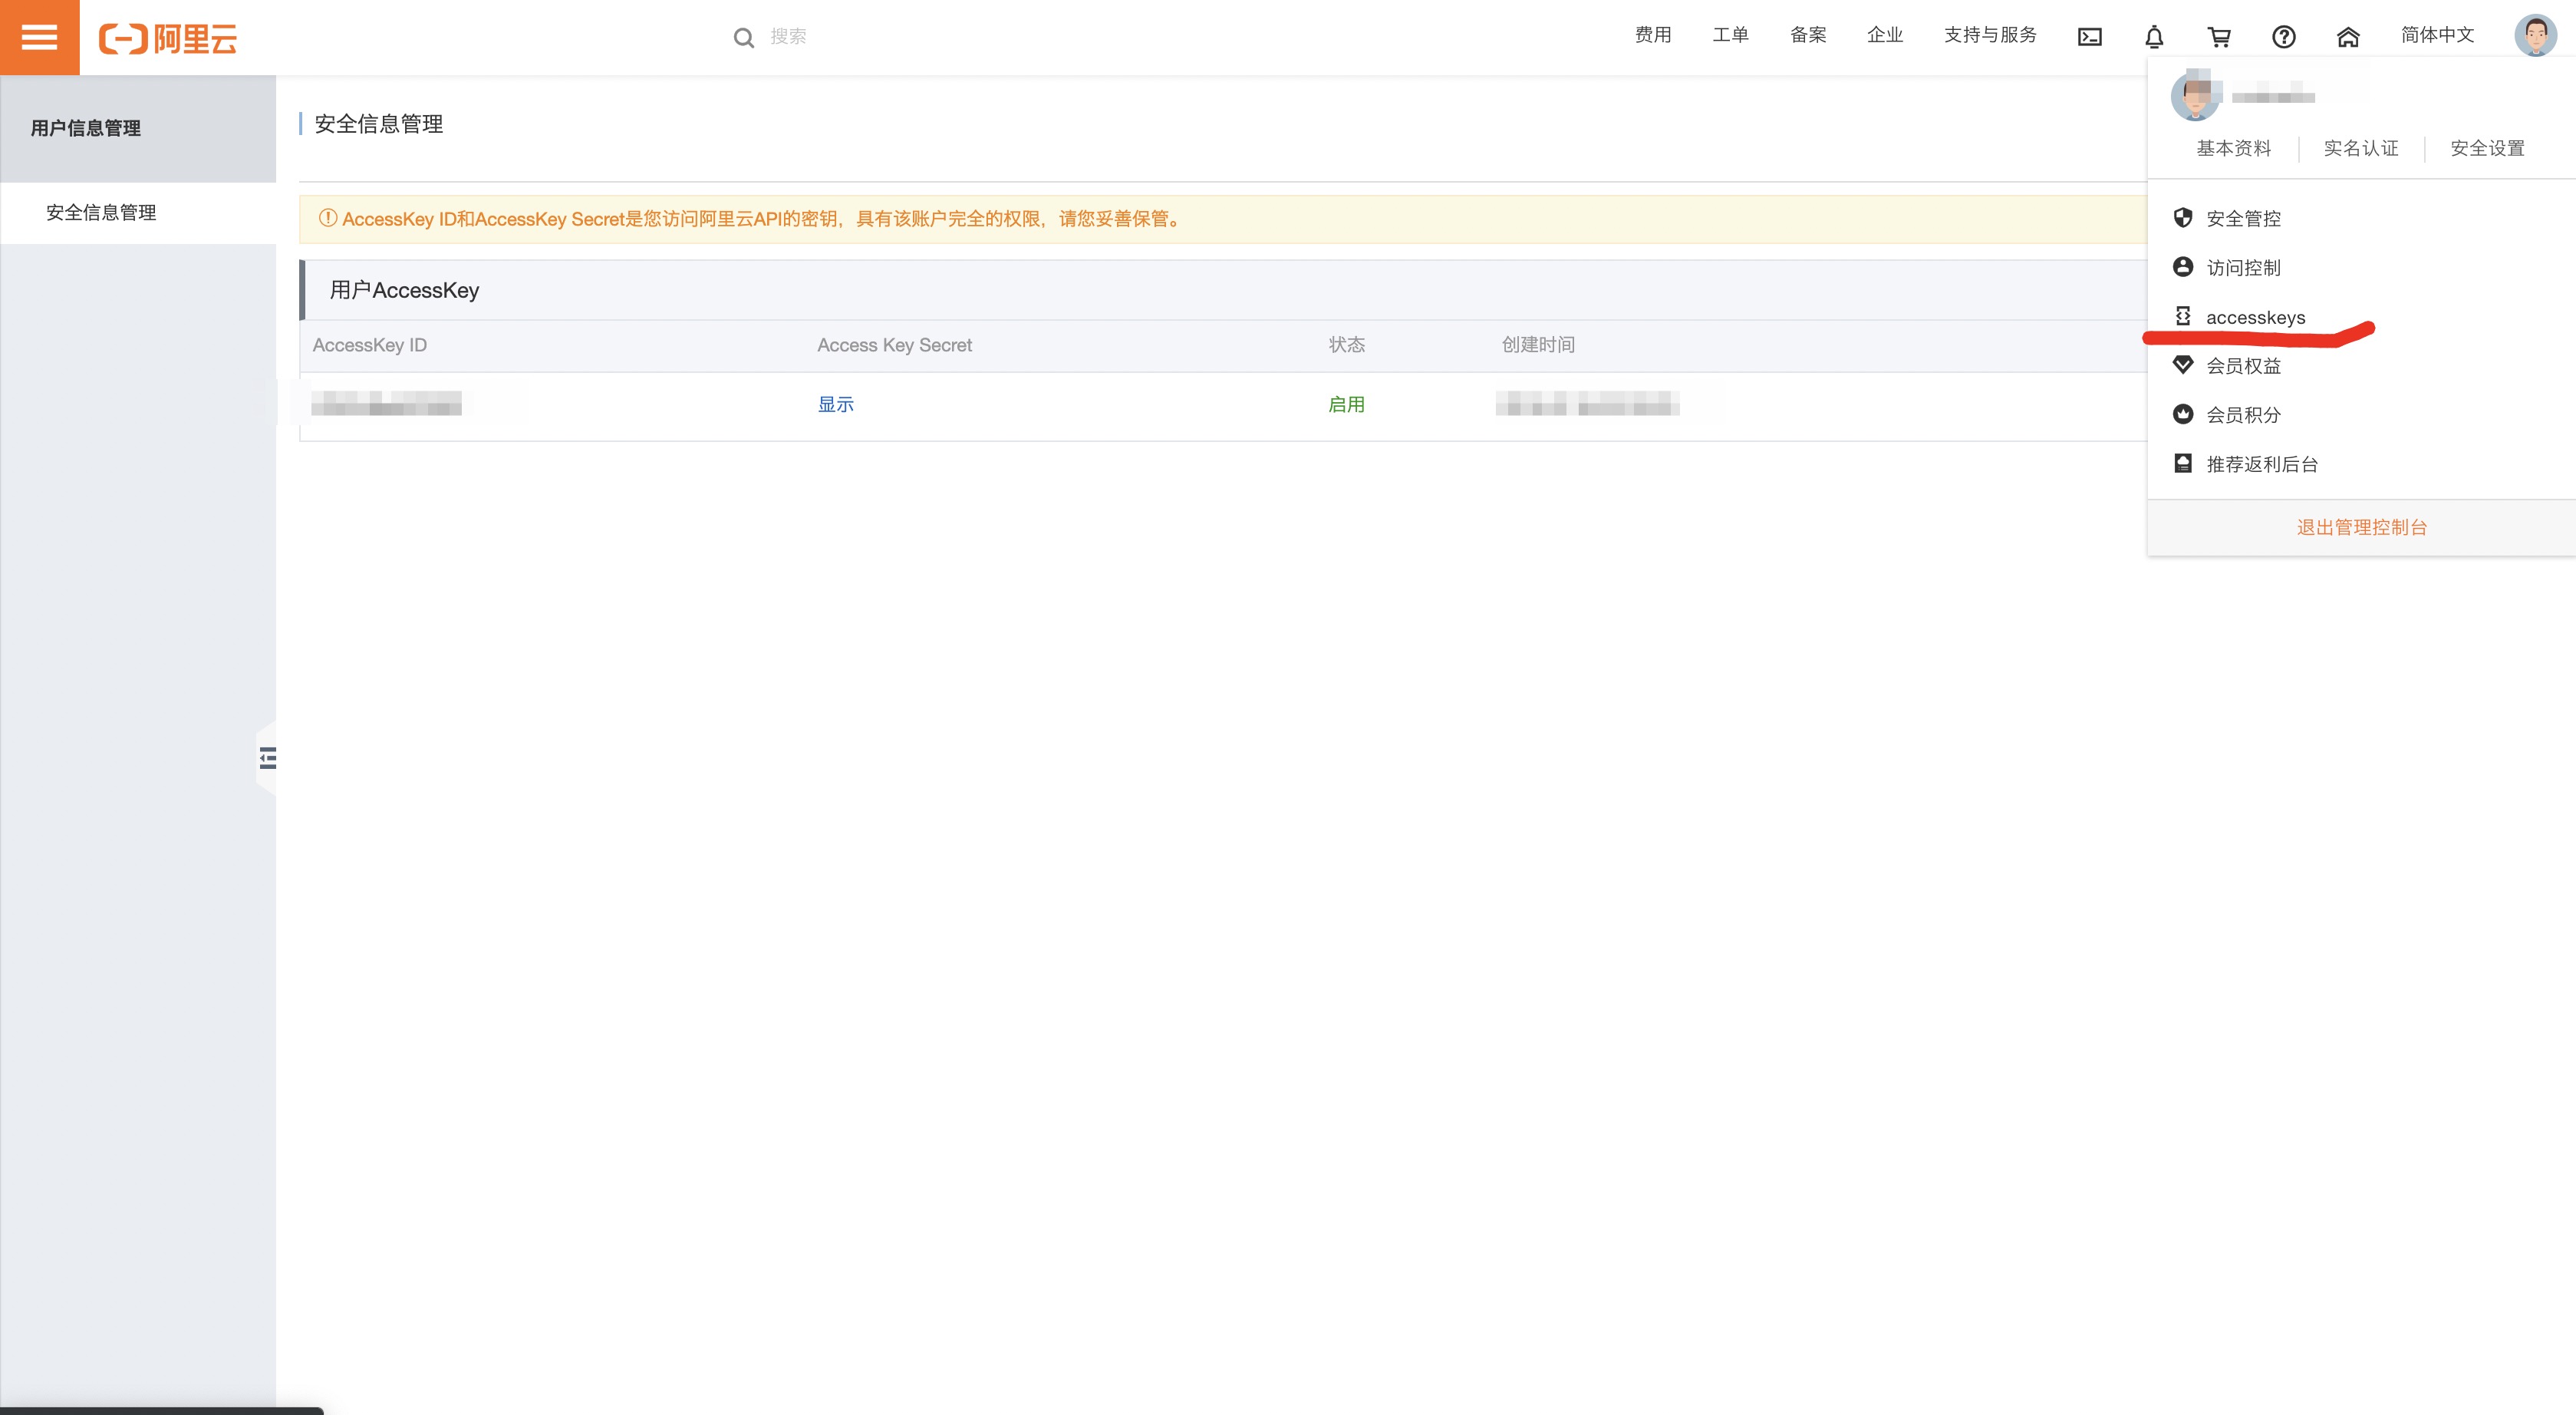 阿里云
搜索
费用
工单
备案
企业
支持与服务
简体中文
用户信息管理
安全信息管理
安全信息管理
AccessKey ID和AccessKey Secret是您访问阿里云API的密钥，具有该账户完全的权限，请您妥善保管。
用户AccessKey
AccessKey ID
Access Key Secret
状态
创建时间
显示
启用
基本资料
实名认证
安全设置
安全管控
访问控制
accesskeys
会员权益
会员积分
推荐返利后台
退出管理控制台